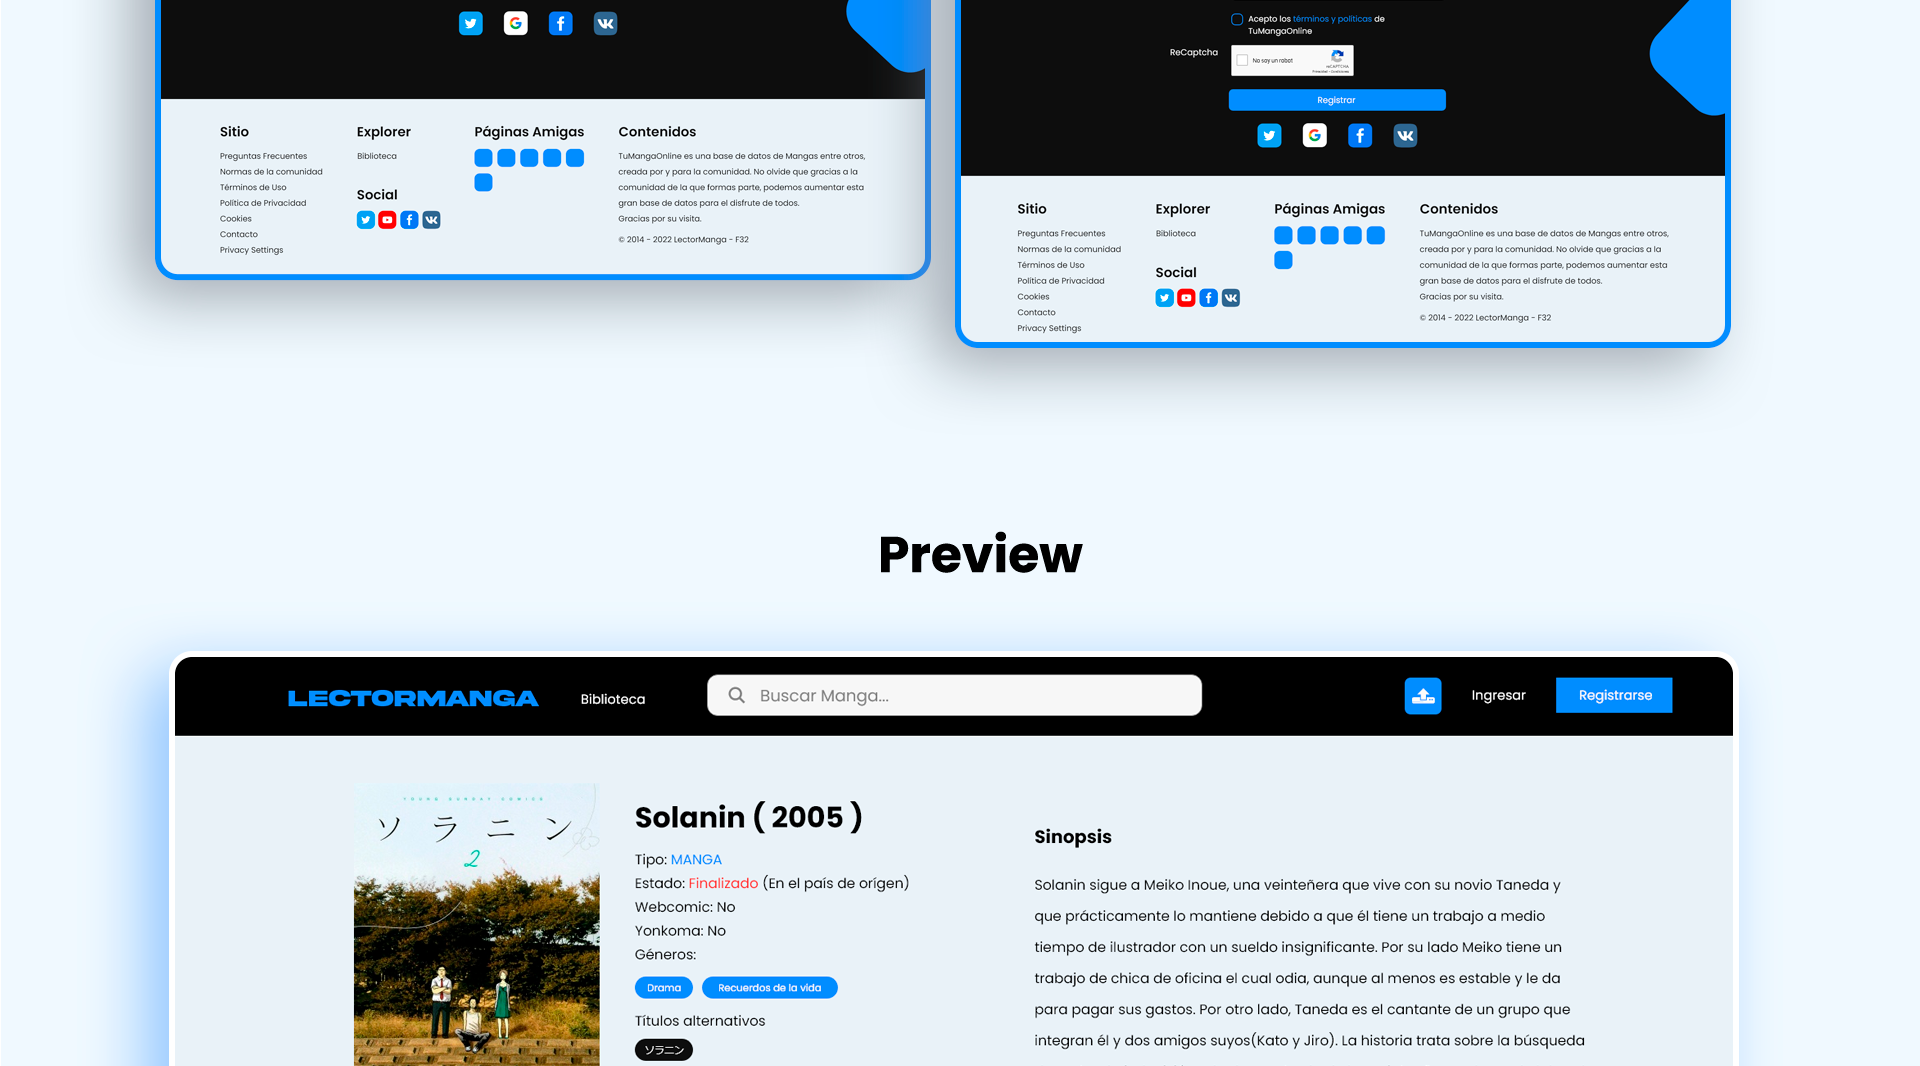 Sitio
Preguntas Frecuentes
Normas de la comunidad
Términos de Uso
Política de Privacidad
Cookies
Contacto
Privacy Settings
Explorer
Biblioteca
Social
Páginas Amigas
Contenidos
TuMangaOnline es una base de datos de Mangas entre otros,
creada por y para la comunidad. No olvide que gracias a la
comunidad de la que formas parte, podemos aumentar esta
gran base de datos para el disfrute de todos.
Gracias por su visita.
© 2014 - 2022 LectorManga - F32
Acepto los términos y políticas de
TuMangaOnline
ReCaptcha
No soy un robot
reCAPTCHA
Privacidad - Condiciones
Registrar
Sitio
Preguntas Frecuentes
Normas de la comunidad
Términos de Uso
Política de Privacidad
Cookies
Contacto
Privacy Settings
Explorer
Biblioteca
Social
Páginas Amigas
Contenidos
TuMangaOnline es una base de datos de Mangas entre otros,
creada por y para la comunidad. No olvide que gracias a la
comunidad de la que formas parte, podemos aumentar esta
gran base de datos para el disfrute de todos.
Gracias por su visita.
© 2014 - 2022 LectorManga - F32
Preview
LECTORMANGA
Biblioteca
Buscar Manga...
Ingresar
Registrarse
YOUNG SUNDAY COMICS
ソラニン
2
Solanin ( 2005 )
Tipo: MANGA
Estado: Finalizado (En el país de orígen)
Webcomic: No
Yonkoma: No
Géneros:
Drama
Recuerdos de la vida
Títulos alternativos
ソラニン
Sinopsis
Solanin sigue a Meiko Inoue, una veinteñera que vive con su novio Taneda y
que prácticamente lo mantiene debido a que él tiene un trabajo a medio
tiempo de ilustrador con un sueldo insignificante. Por su lado Meiko tiene un
trabajo de chica de oficina el cual odia, aunque al menos es estable y le da
para pagar sus gastos. Por otro lado, Taneda es el cantante de un grupo que
integran él y dos amigos suyos(Kato y Jiro). La historia trata sobre la búsqueda